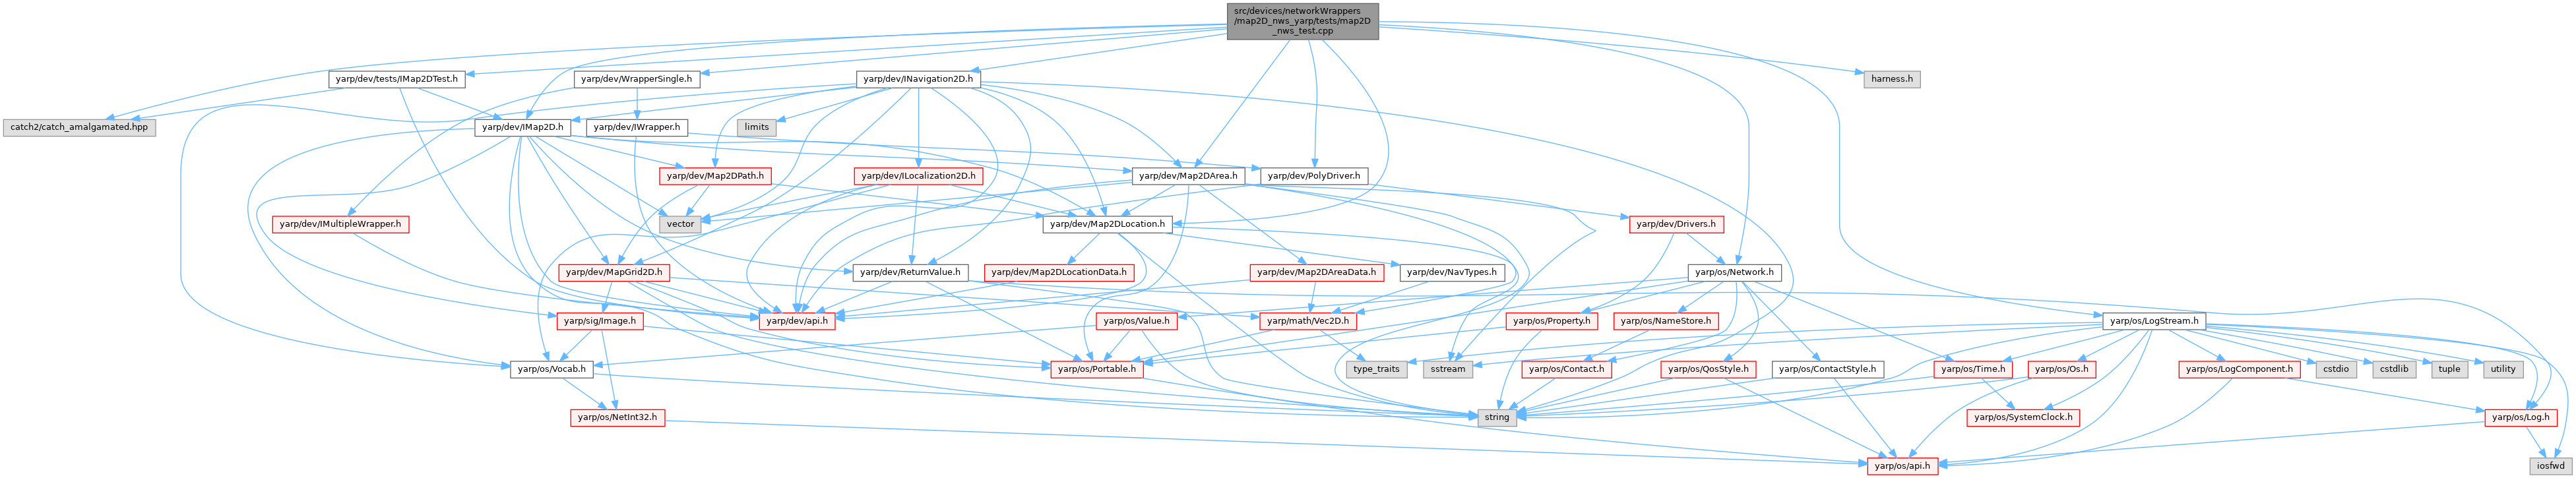 src/devices/networkWrappers
/map2D_nws_yarp/tests/map2D
_nws_test.cpp
yarp/dev/tests/IMap2DTest.h
yarp/dev/WrapperSingle.h
yarp/dev/INavigation2D.h
harness.h
catch2/catch_amalgamated.hpp
yarp/dev/IMap2D.h
yarp/dev/IWrapper.h
limits
yarp/dev/Map2DPath.h
yarp/dev/ILocalization2D.h
yarp/dev/Map2DArea.h
yarp/dev/PolyDriver.h
yarp/dev/IMultipleWrapper.h
vector
yarp/dev/Map2DLocation.h
yarp/dev/Drivers.h
yarp/dev/MapGrid2D.h
yarp/dev/ReturnValue.h
yarp/dev/Map2DLocationData.h
yarp/dev/Map2DAreaData.h
yarp/dev/NavTypes.h
yarp/os/Network.h
yarp/sig/Image.h
yarp/dev/api.h
yarp/os/Value.h
yarp/math/Vec2D.h
yarp/os/Property.h
yarp/os/NameStore.h
yarp/os/LogStream.h
yarp/os/Vocab.h
yarp/os/Portable.h
type_traits
sstream
yarp/os/Contact.h
yarp/os/QosStyle.h
yarp/os/ContactStyle.h
yarp/os/Time.h
yarp/os/Os.h
yarp/os/LogComponent.h
cstdio
cstdlib
tuple
utility
yarp/os/NetInt32.h
string
yarp/os/SystemClock.h
yarp/os/Log.h
yarp/os/api.h
iosfwd